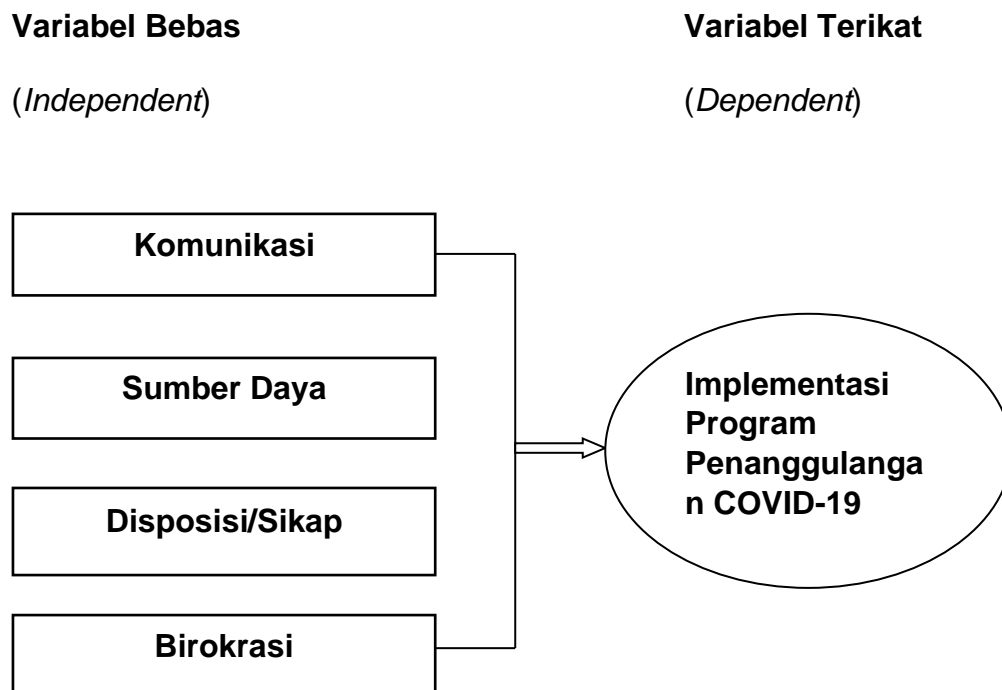 Variabel Bebas
Variabel Terikat
(Independent)
(Dependent)
Komunikasi
Sumber Daya
Disposisi/Sikap
Birokrasi
Implementasi
Program
Penanggulanga
n COVID-19